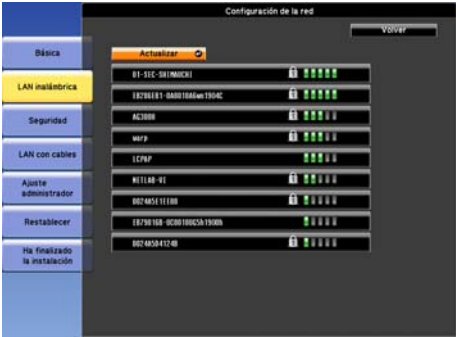 Configuración de la red
Volver
Básica
LAN inalámbrica
Seguridad
LAN con cables
Ajuste
administrador
Restablecer
Ha finalizado
la instalación
Actualizar
AG300H
warp
LCPAP
NETLAB-VI